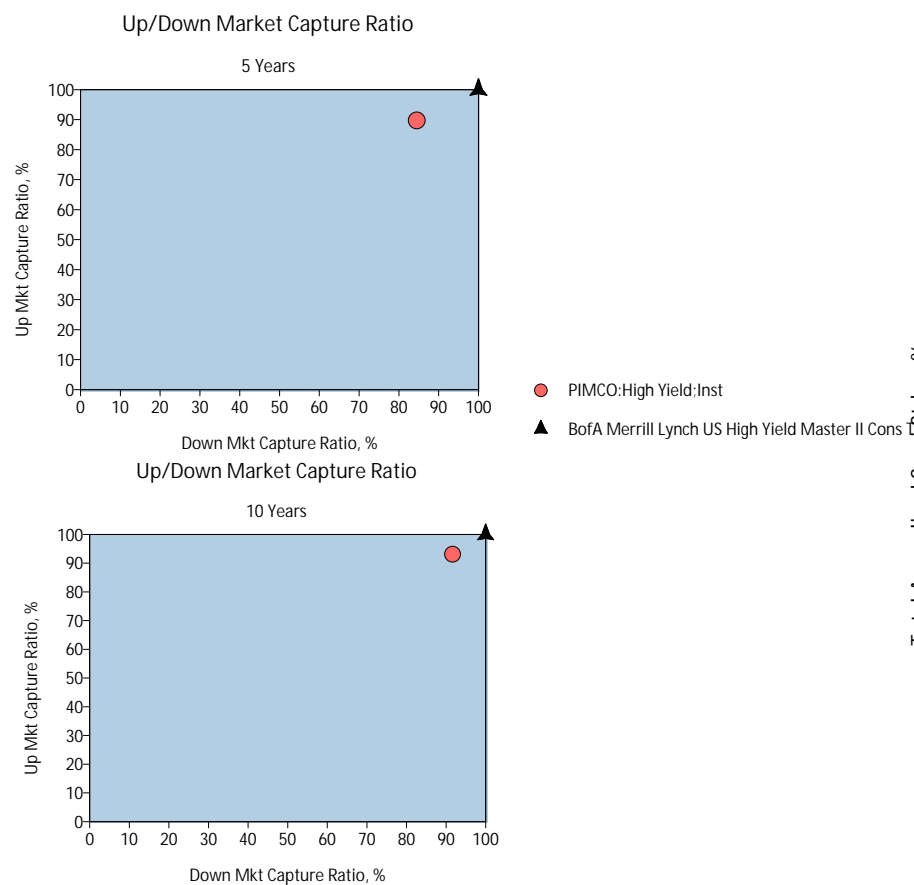 Up/Down Market Capture Ratio
5 Years
Up Mkt Capture Ratio, %
100
90
80
70
60
50
40
30
20
10
0
0 10 20 30 40 50 60 70 80 90 100
Down Mkt Capture Ratio, %
PIMCO:High Yield;Inst
BofA Merrill Lynch US High Yield Master II Cons
Up/Down Market Capture Ratio
10 Years
Up Mkt Capture Ratio, %
100
90
80
70
60
50
40
30
20
10
0
0 10 20 30 40 50 60 70 80 90 100
Down Mkt Capture Ratio, %